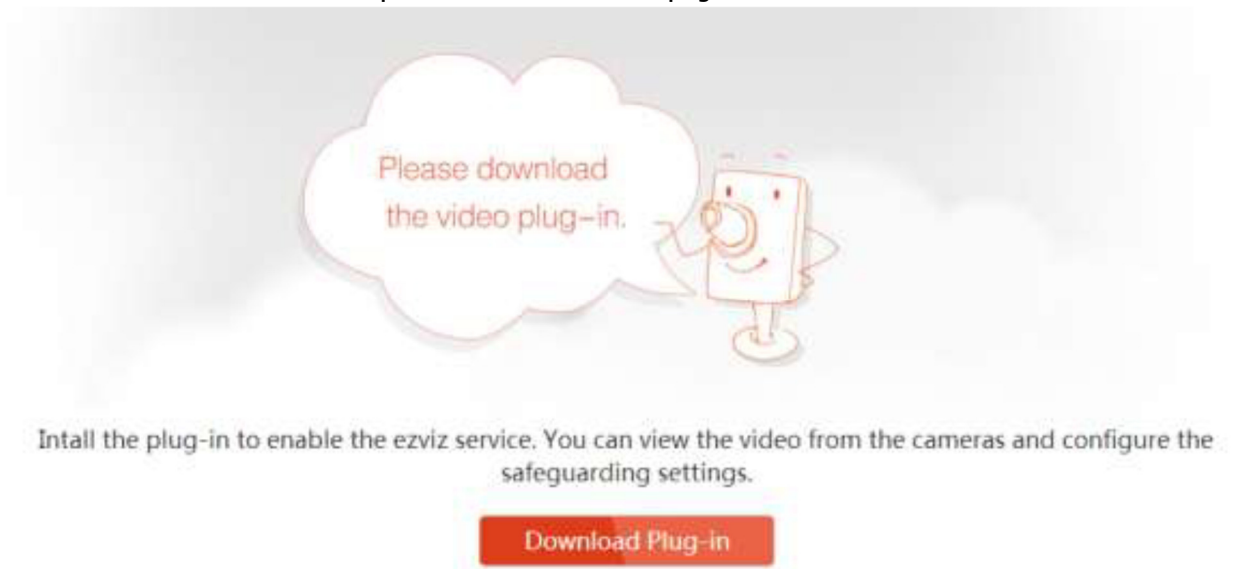 Please download
the video plug-in.
Intall the plug-in to enable the ezviz service. You can view the video from the cameras and configure the
safeguarding settings.
Download Plug-in